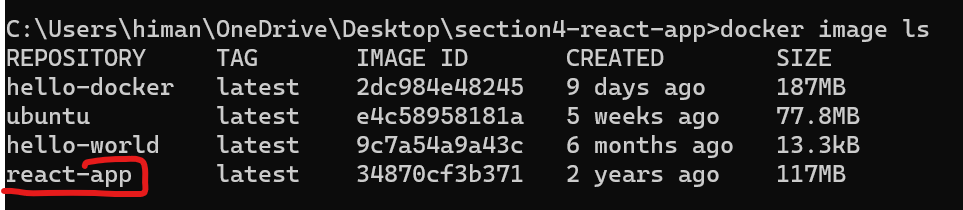 C:\Users\himan\OneDrive\Desktop\section4-react-app>docker image ls
REPOSITORY TAG IMAGE ID CREATED SIZE
hello-docker latest 2dc984e48245 9 days ago 187MB
ubuntu latest e4c58958181a 5 weeks ago 77.8MB
hello-world latest 9c7a54a9a43c 6 months ago 13.3kB
react-app latest 34870cf3b371 2 years ago 117MB